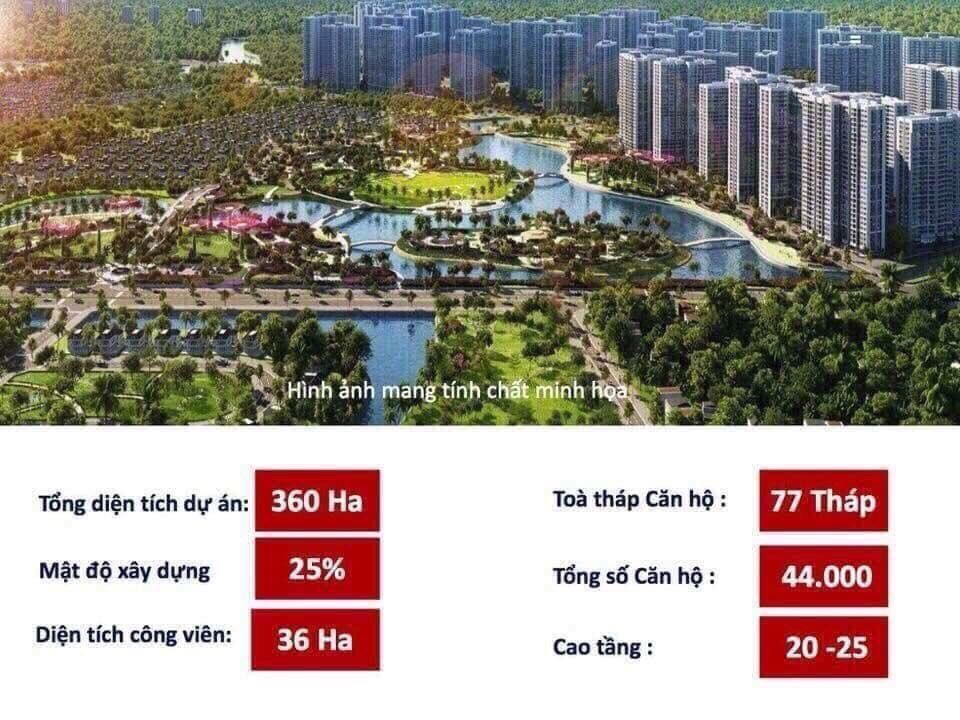 Hình ảnh mang tính chất minh họa
Tổng diện tích dự án: 360 Ha
Mật độ xây dựng 25%
Diện tích công viên: 36 Ha
Toà tháp Căn hộ : 77 Tháp
Tổng số Căn hộ : 44.000
Cao tầng : 20 -25